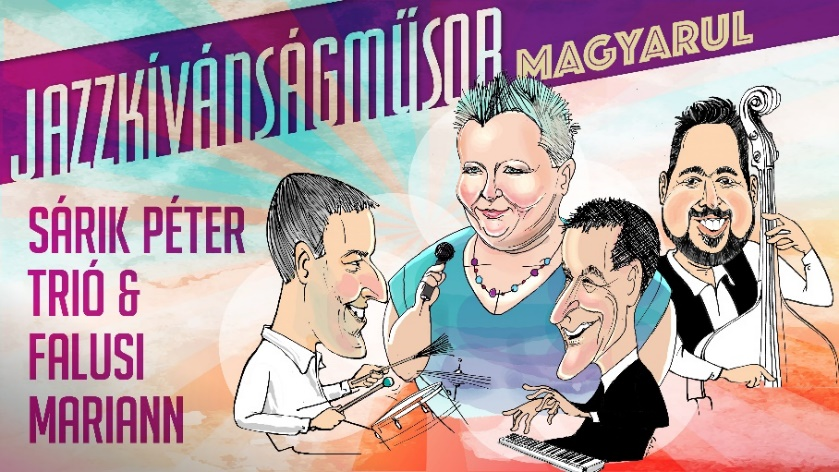 JAZZKÍVÁNSÁGMŰSOR MAGYARUL
SÁRIK PÉTER
TRIÓ &
FALUSI
MARIANN